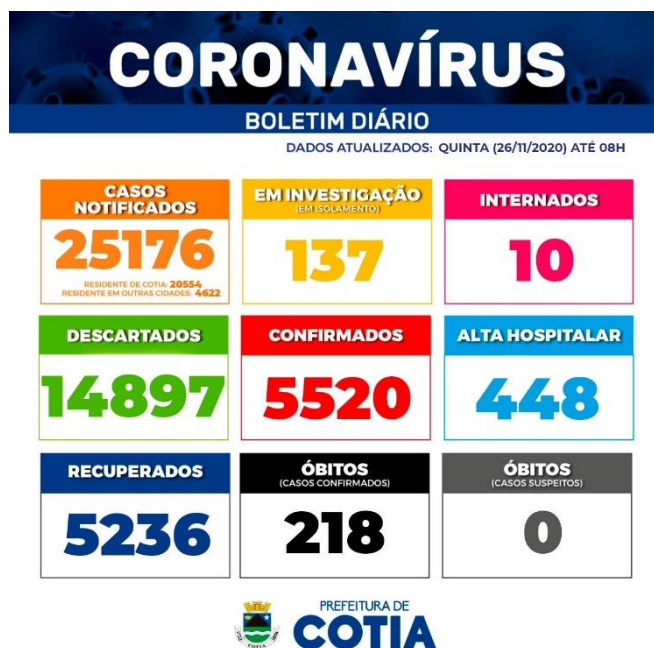 CORONAVÍRUS
BOLETIM DIÁRIO
DADOS ATUALIZADOS: QUINTA (26/11/2020) ATÉ 08H
CASOS
NOTIFICADOS
25176
RESIDENTE DE COTIA: 20554
RESIDENTE EM OUTRAS CIDADES: 4622
EM INVESTIGAÇÃO
(EM ISOLAMENTO)
137
INTERNADOS
10
DESCARTADOS
14897
CONFIRMADOS
5520
ALTA HOSPITALAR
448
RECUPERADOS
5236
ÓBITOS
(CASOS CONFIRMADOS)
218
ÓBITOS
(CASOS SUSPEITOS)
0
PREFEITURA DE
COTIA